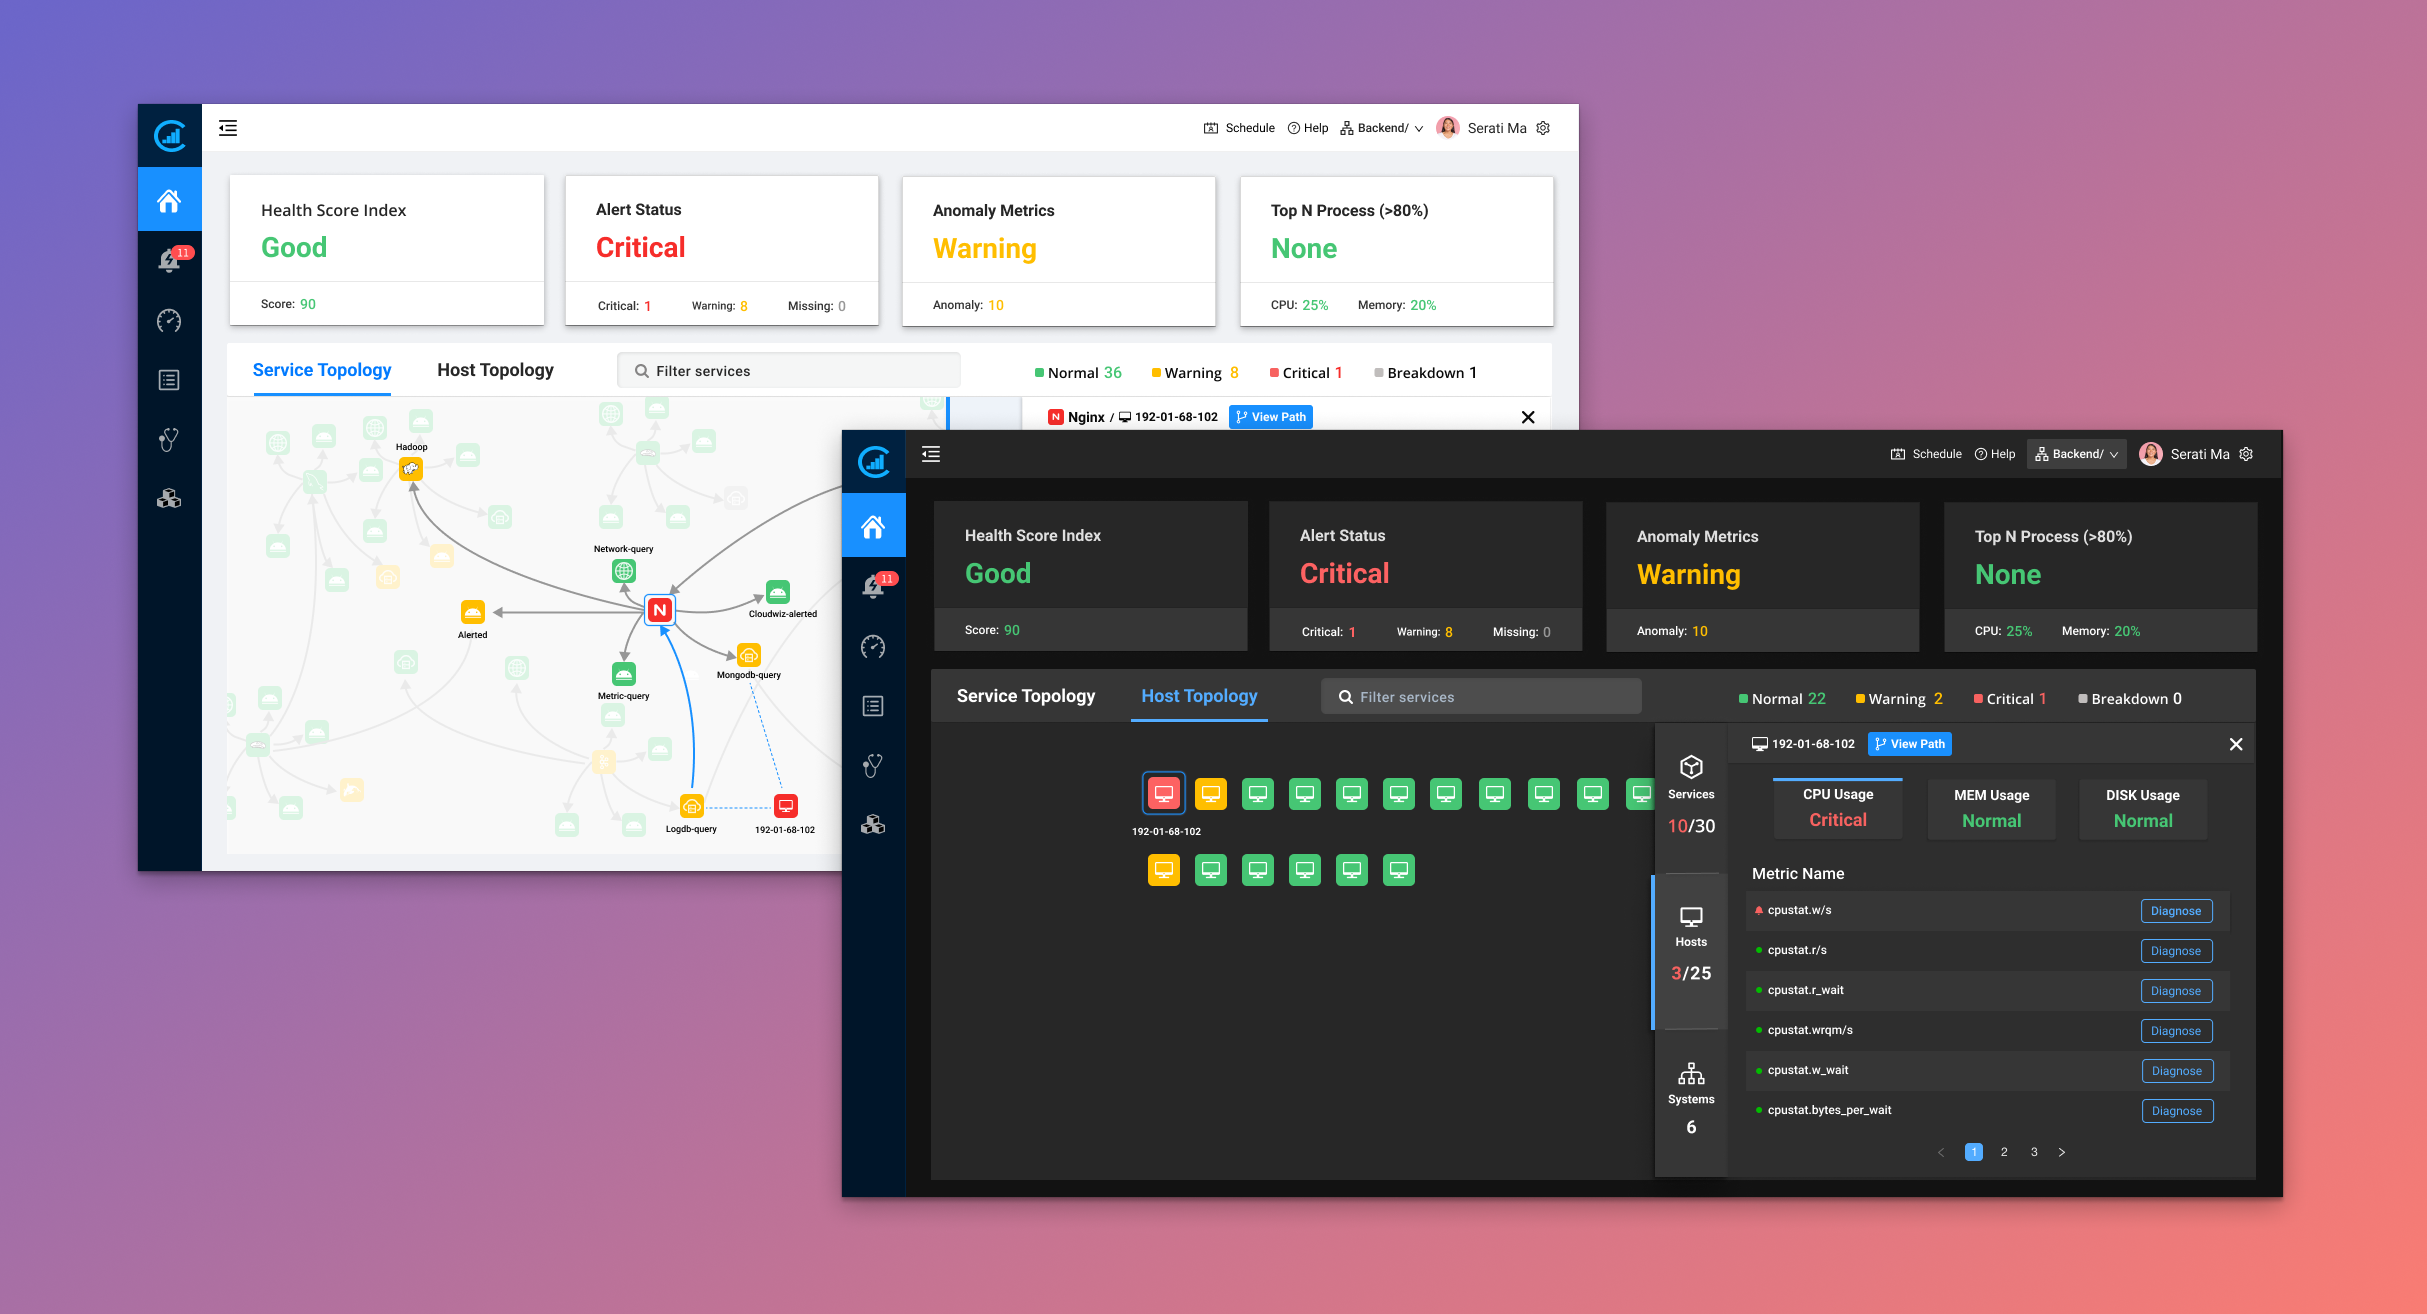 Schedule Help Backend/ Serati Ma
11
Health Score Index
Good
Score: 90
Alert Status
Critical
Critical: 1 Warning: 8 Missing: 0
Anomaly Metrics
Warning
Anomaly: 10
Top N Process (>80%)
None
CPU: 25% Memory: 20%
Service Topology Host Topology Filter services Normal 36 Warning 8 Critical 1 Breakdown 1
N Nginx / 192-01-68-102 View Path
Hadoop
Network-query
N
Cloudwiz-alerted
Alerted
Mongodb-query
Metric-query
Logdb-query
192-01-68-102
Schedule Help Backend/ Serati Ma
11
Health Score Index
Good
Score: 90
Alert Status
Critical
Critical: 1 Warning: 8 Missing: 0
Anomaly Metrics
Warning
Anomaly: 10
Top N Process (>80%)
None
CPU: 25% Memory: 20%
Service Topology Host Topology Filter services Normal 22 Warning 2 Critical 1 Breakdown 0
192-01-68-102
Services
10/30
Hosts
3/25
Systems
6
192-01-68-102 View Path
CPU Usage
Critical
MEM Usage
Normal
DISK Usage
Normal
Metric Name
cpustat.w/s Diagnose
cpustat.r/s Diagnose
cpustat.r_wait Diagnose
cpustat.wrqm/s Diagnose
cpustat.w_wait Diagnose
cpustat.bytes_per_wait Diagnose
< 1 2 3 >